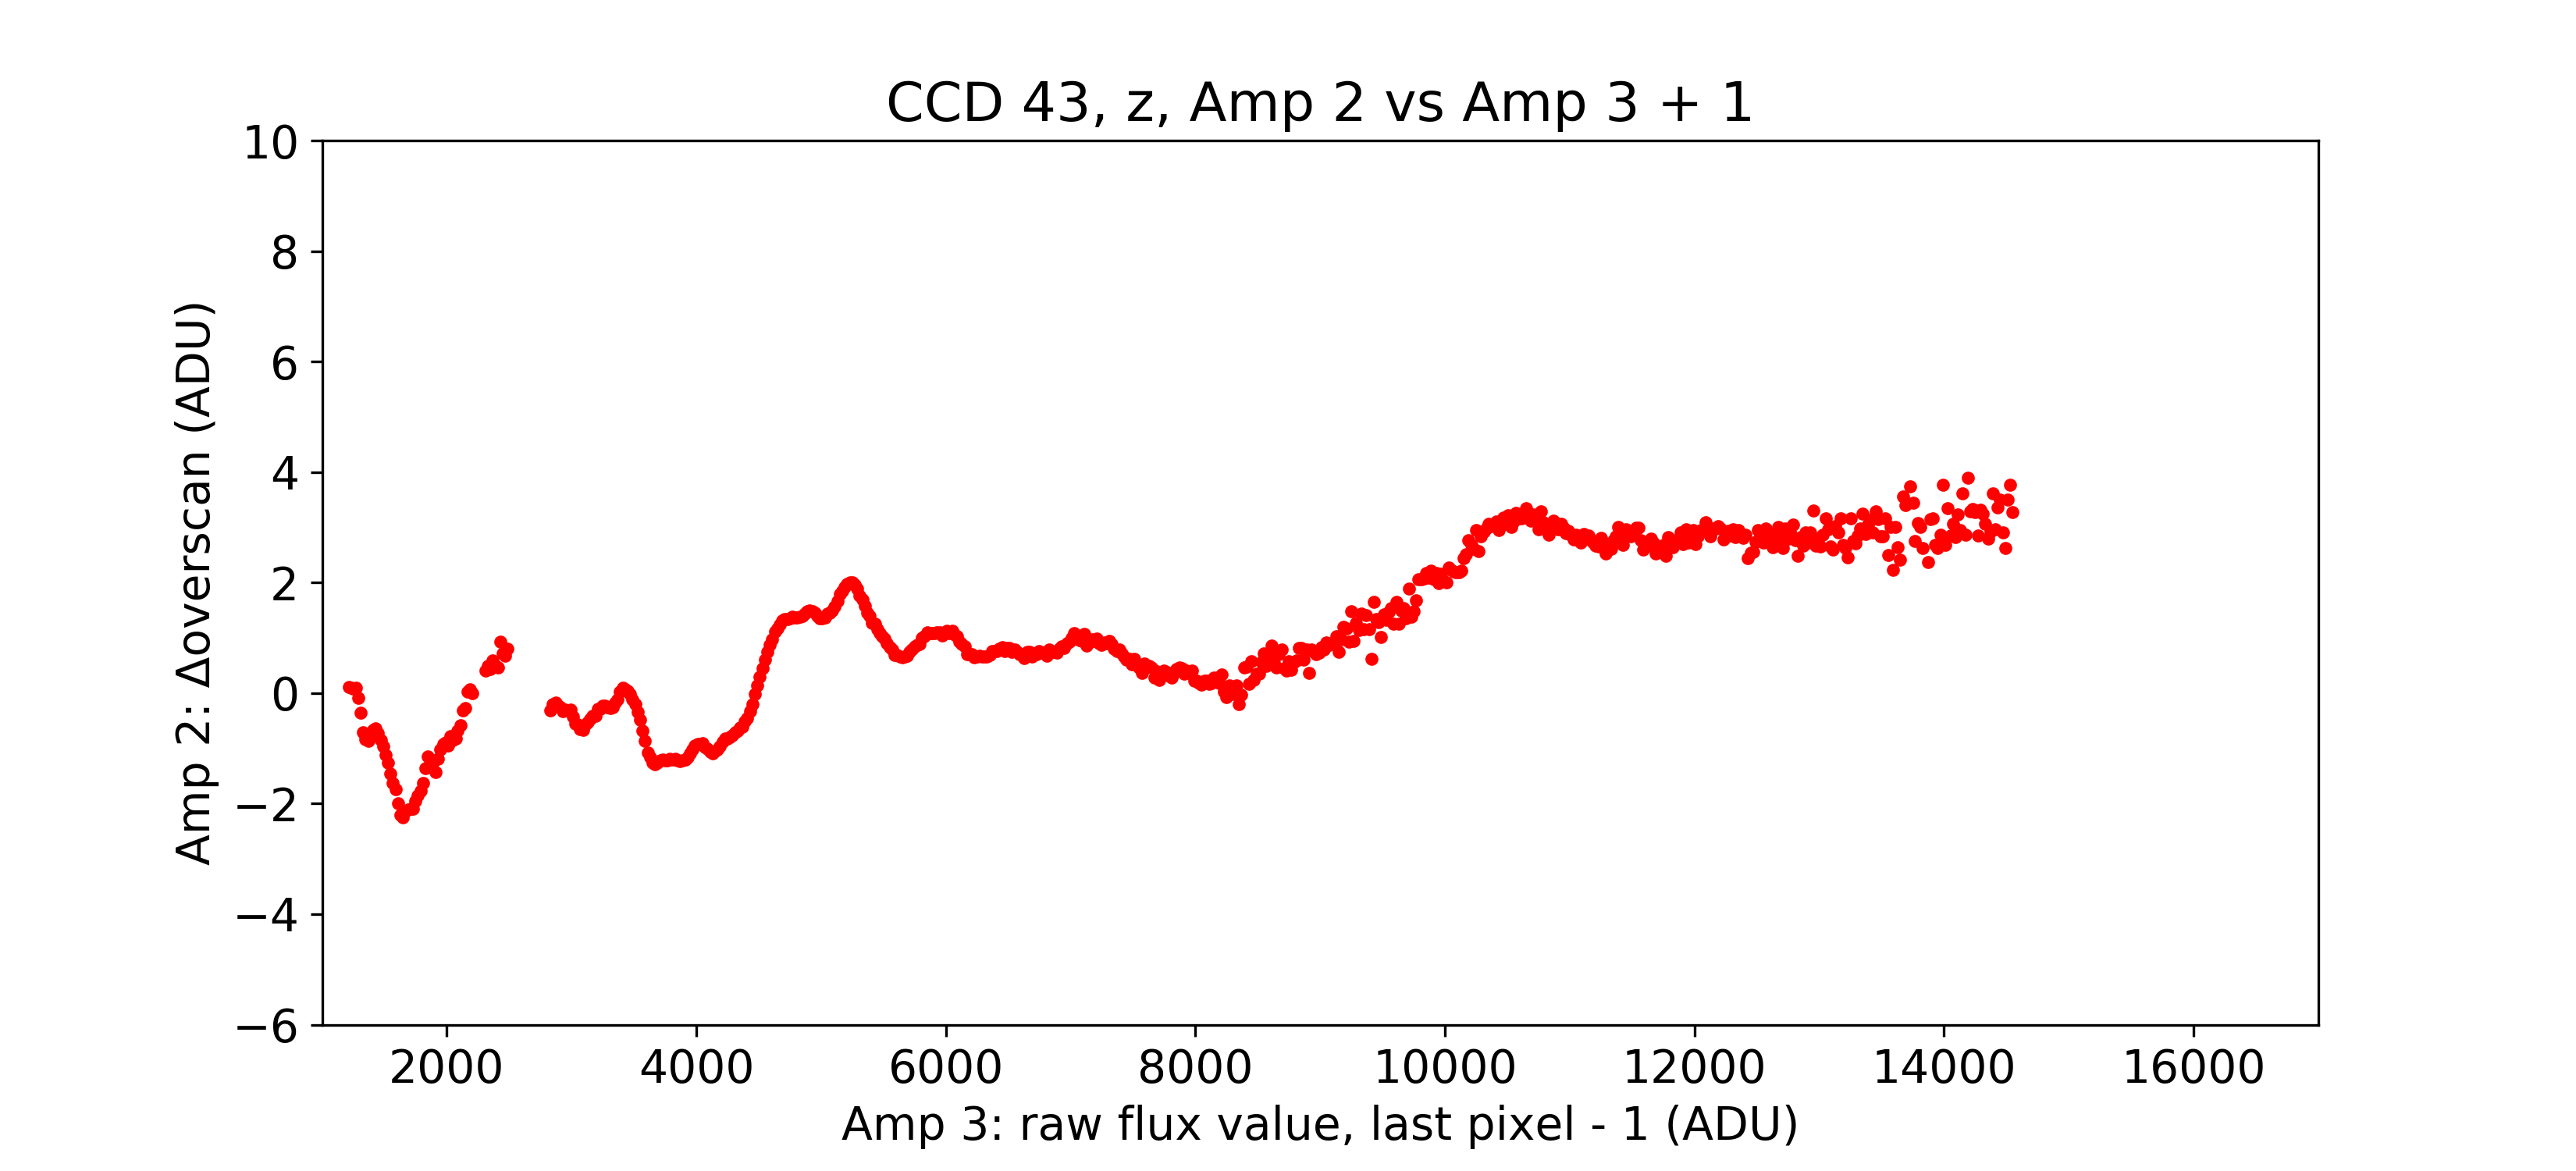 CCD 43, z, Amp 2 vs Amp 3 + 1
10
8
6
4
2
0
−2
−4
−6
Amp 2: Δoverscan (ADU)
2000 4000 6000 8000 10000 12000 14000 16000
Amp 3: raw flux value, last pixel - 1 (ADU)